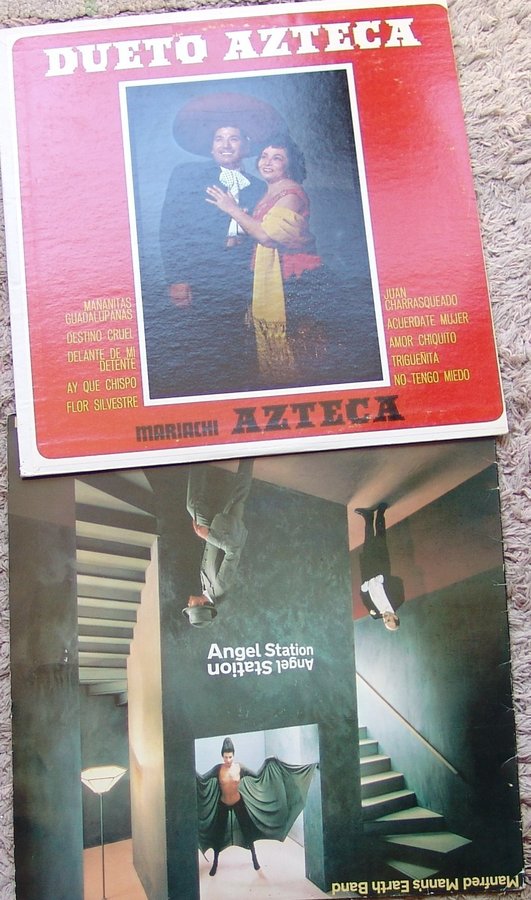 DUETO AZTECA
MAÑANITAS
GUADALUPANAS
DESTINO CRUEL
DELANTE DE MI
DETENTE
AY QUE CHISPO
FLOR SILVESTRE
JUAN
CHARRASQUEADO
ACUERDATE MUJER
AMOR CHIQUITO
TRIGUEÑITA
NO TENGO MIEDO
MARIACHI AZTECA
Angel Station
Angel Station
Manfred Manns Earth Band